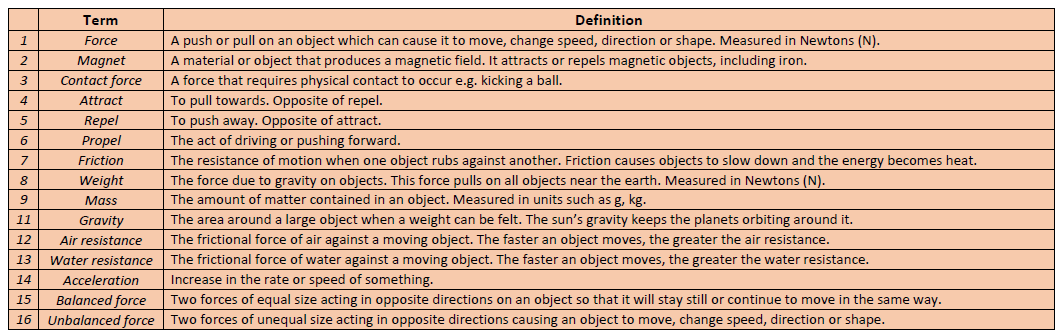 Term Definition
1 Force A push or pull on an object which can cause it to move, change speed, direction or shape. Measured in Newtons (N).
2 Magnet A material or object that produces a magnetic field. It attracts or repels magnetic objects, including iron.
3 Contact force A force that requires physical contact to occur e.g. kicking a ball.
4 Attract To pull towards. Opposite of repel.
5 Repel To push away. Opposite of attract.
6 Propel The act of driving or pushing forward.
7 Friction The resistance of motion when one object rubs against another. Friction causes objects to slow down and the energy becomes heat.
8 Weight The force due to gravity on objects. This force pulls on all objects near the earth. Measured in Newtons (N).
9 Mass The amount of matter contained in an object. Measured in units such as g, kg.
11 Gravity The area around a large object when a weight can be felt. The sun’s gravity keeps the planets orbiting around it.
12 Air resistance The frictional force of air against a moving object. The faster an object moves, the greater the air resistance.
13 Water resistance The frictional force of water against a moving object. The faster an object moves, the greater the water resistance.
14 Acceleration Increase in the rate or speed of something.
15 Balanced force Two forces of equal size acting in opposite directions on an object so that it will stay still or continue to move in the same way.
16 Unbalanced force Two forces of unequal size acting in opposite directions causing an object to move, change speed, direction or shape.